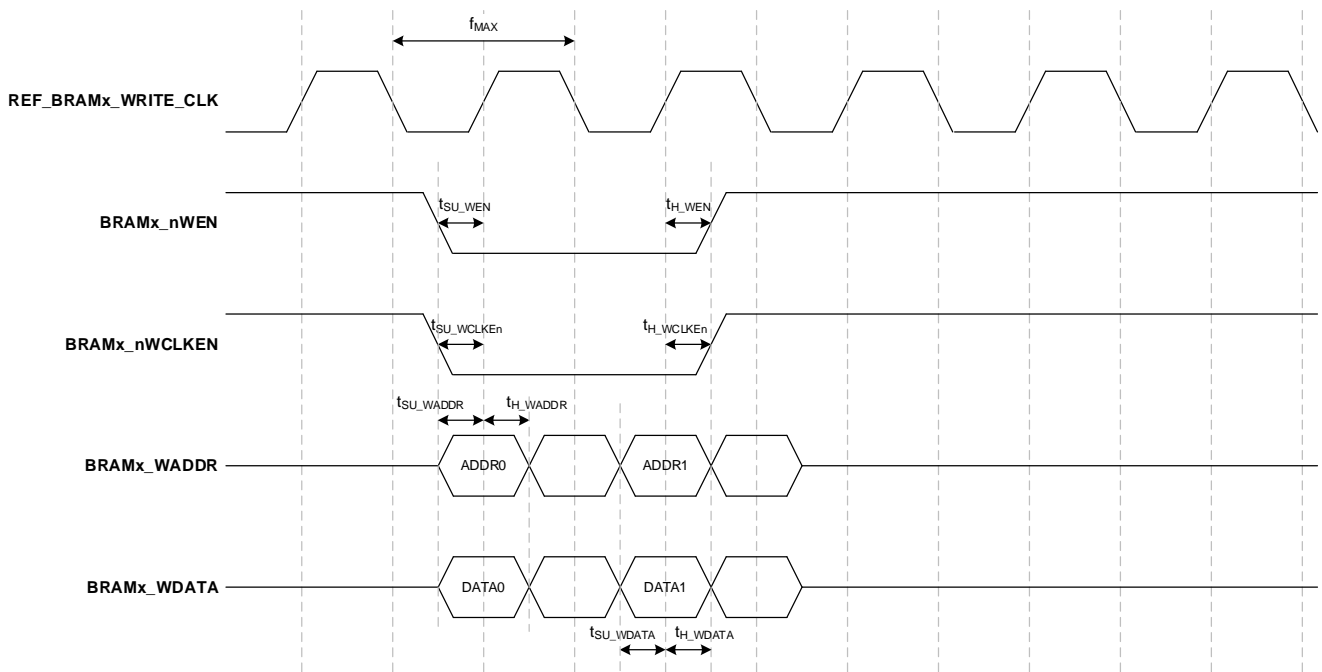 fMAX
REF_BRAMx_WRITE_CLK
tSU_WEN
tH_WEN
BRAMx_nWEN
tSU_WCLKEn
tH_WCLKEn
BRAMx_nWCLKEN
tSU_WADDR
tH_WADDR
BRAMx_WADDR
ADDR0
ADDR1
BRAMx_WDATA
DATA0
DATA1
tSU_WDATA
tH_WDATA